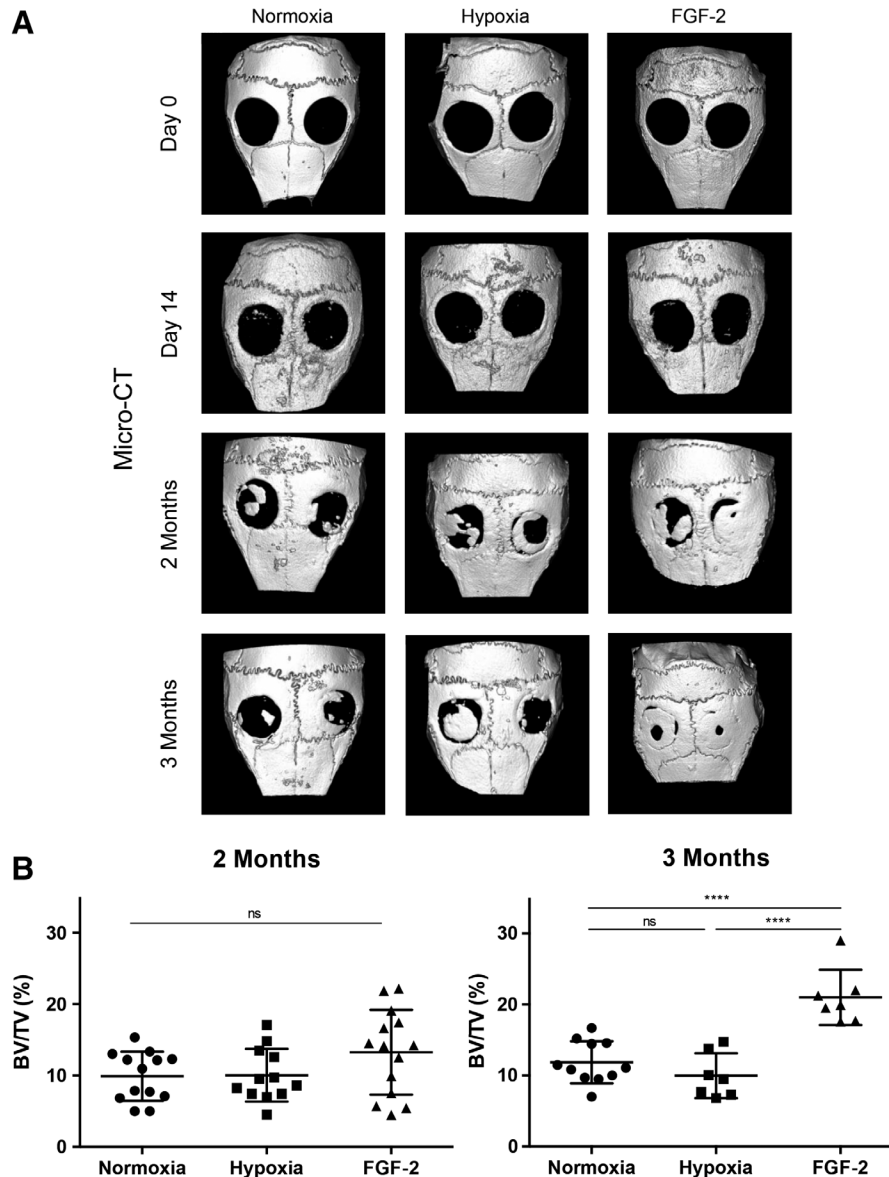 A
Normoxia Hypoxia FGF-2
Micro-CT
Day 0
Day 14
2 Months
3 Months
B
2 Months
BV/TV (%)
30
20
10
0
ns
Normoxia Hypoxia FGF-2
3 Months
BV/TV (%)
30
20
10
0
****
ns ****
Normoxia Hypoxia FGF-2